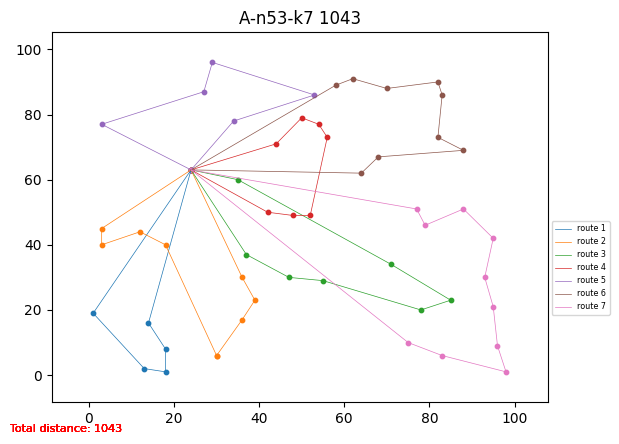 A-n53-k7 1043
100
80
60
40
20
0
0 20 40 60 80 100
route 1
route 2
route 3
route 4
route 5
route 6
route 7
Total distance: 1043